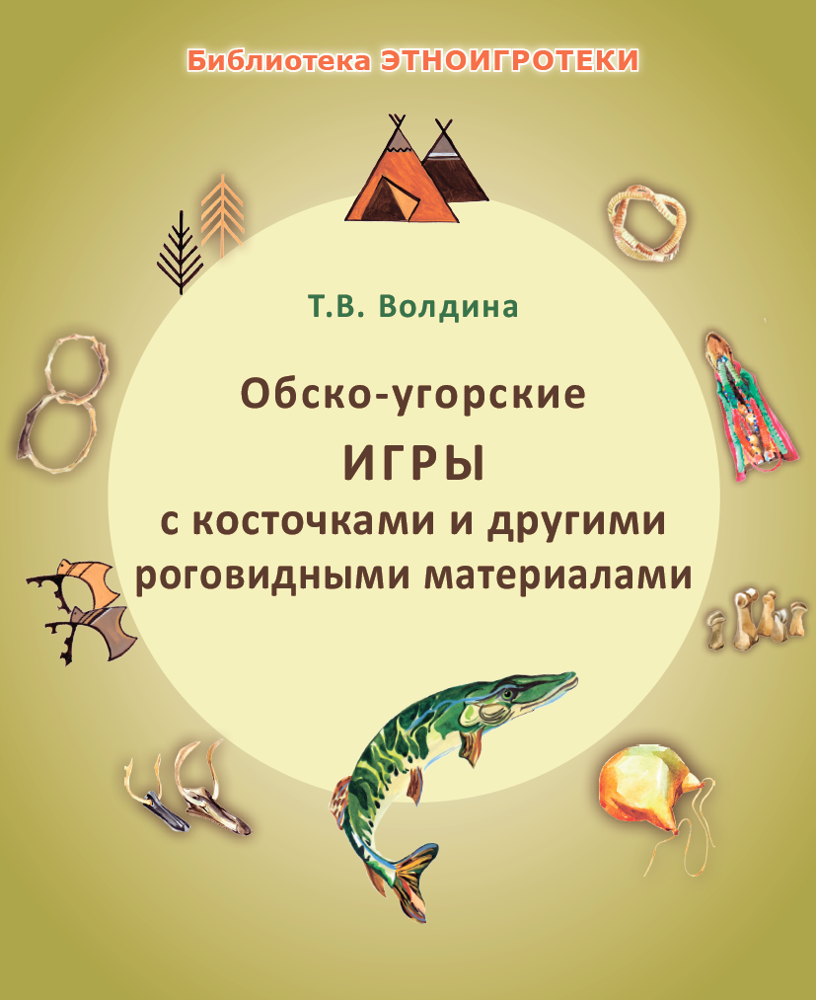 Библиотека ЭТНОИГРОТЕКИ
Т.В. Волдина
Обско-угорские
ИГРЫ
с косточками и другими
роговидными материалами